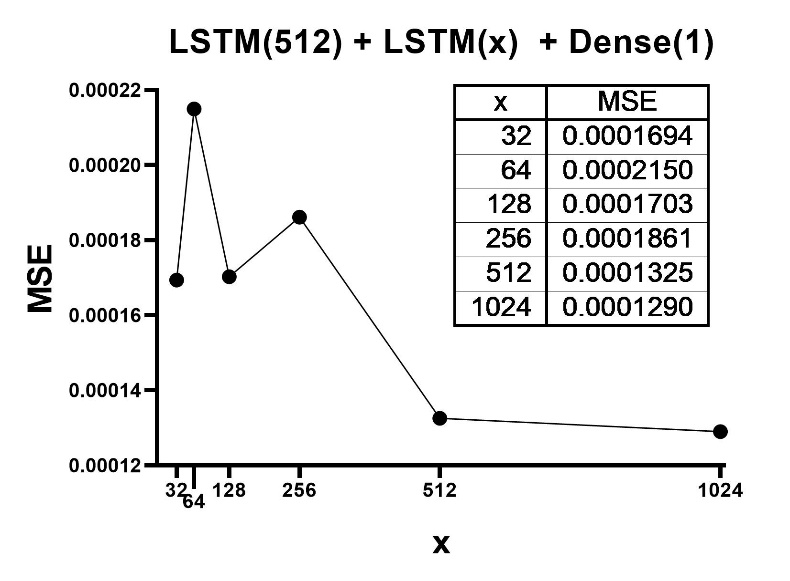 LSTM(512) + LSTM(x) + Dense(1)
0.00022
0.00020
0.00018
0.00016
0.00014
0.00012
MSE
x MSE
32 0.0001694
64 0.0002150
128 0.0001703
256 0.0001861
512 0.0001325
1024 0.0001290
32 64 128 256 512 1024
x